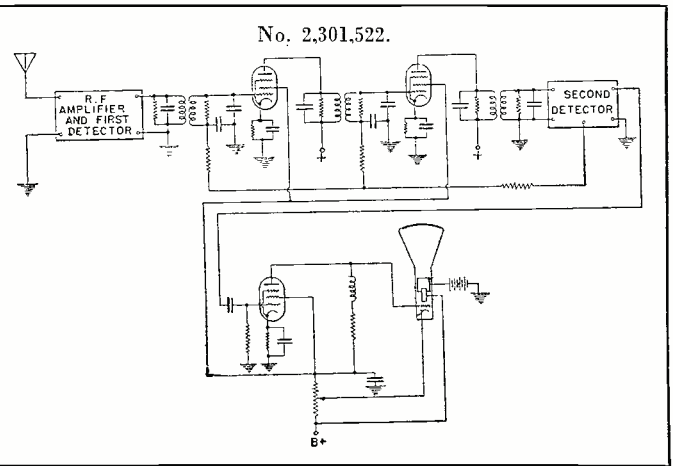 No. 2,301,522.
R.F
AMPLIFIER
AND FIRST
DETECTOR
SECOND
DETECTOR
+
+
B+